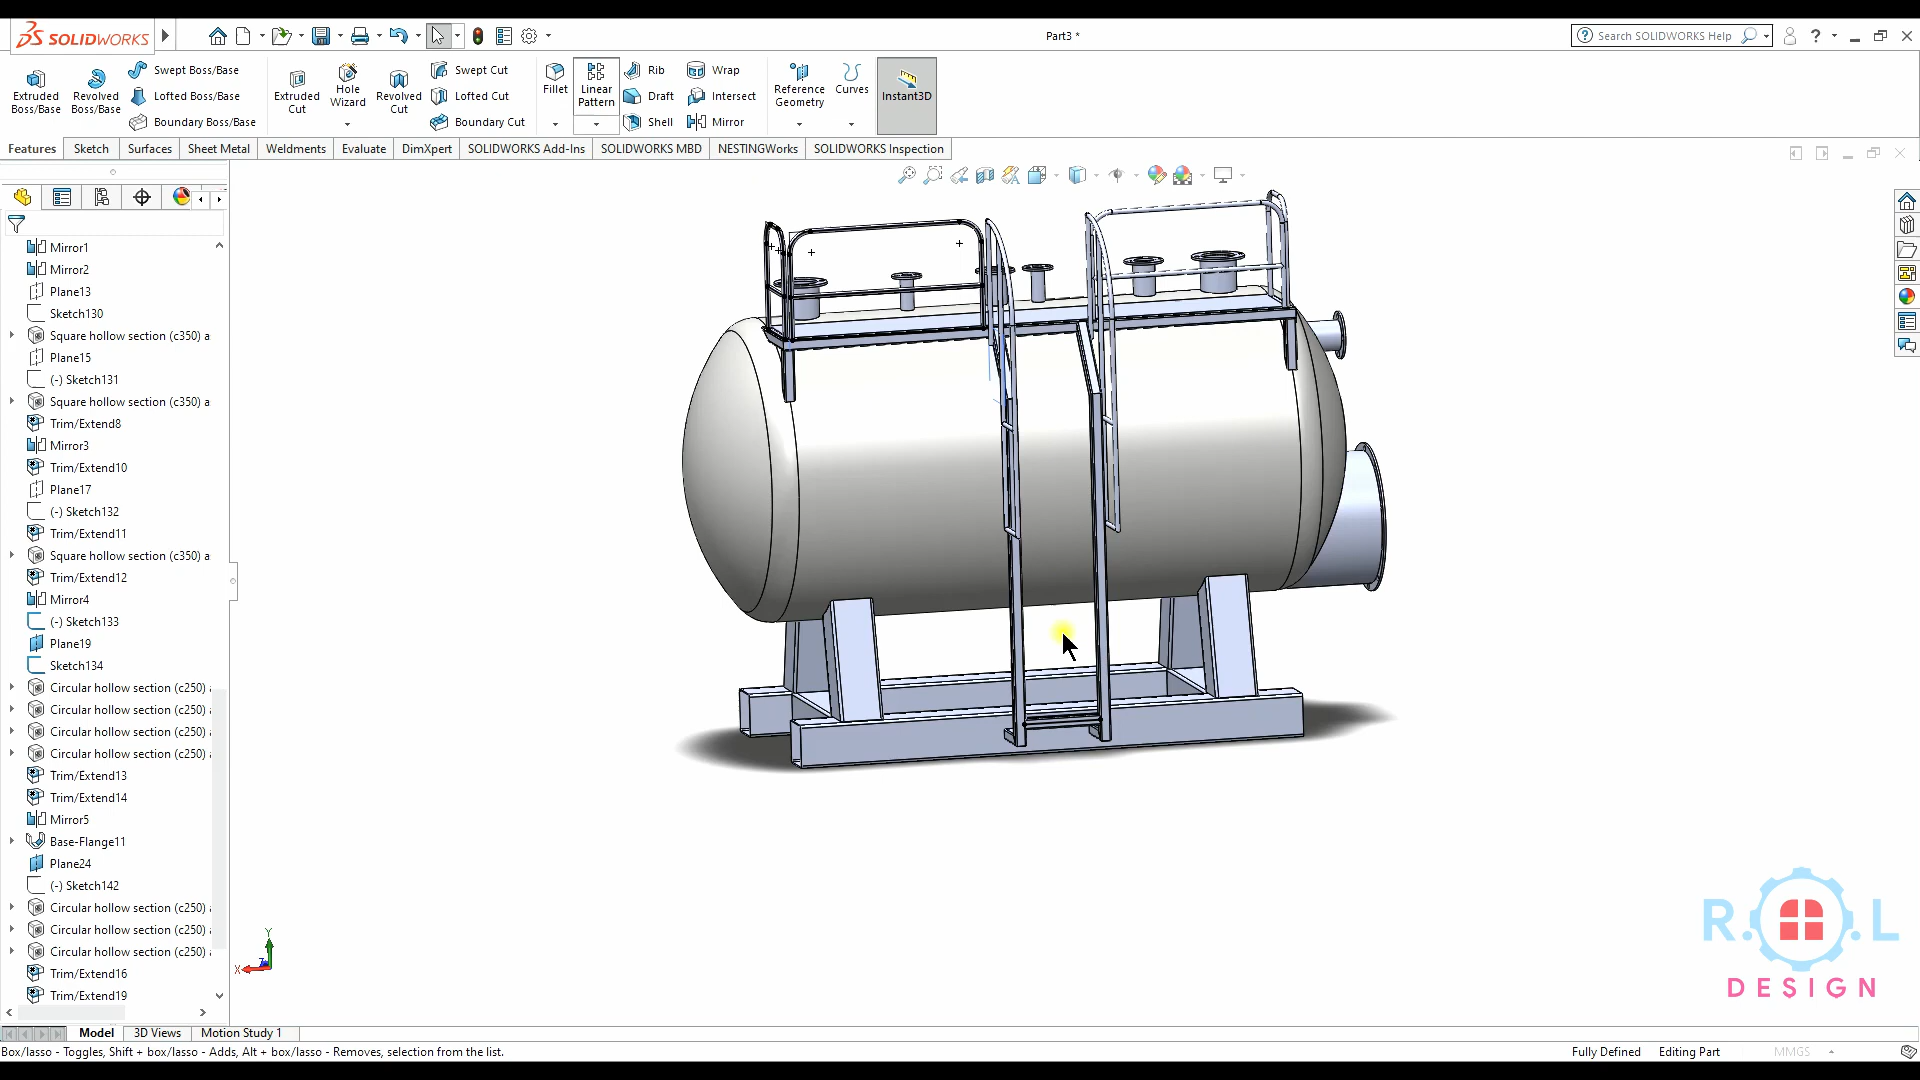 SOLIDWORKS
Part3 *
Search SOLIDWORKS Help
Extruded Boss/Base
Revolved Boss/Base
Swept Boss/Base
Lofted Boss/Base
Boundary Boss/Base
Extruded Cut
Hole Wizard
Revolved Cut
Swept Cut
Lofted Cut
Boundary Cut
Fillet
Linear Pattern
Rib
Draft
Shell
Wrap
Intersect
Mirror
Reference Geometry
Curves
Instant3D
Features Sketch Surfaces Sheet Metal Weldments Evaluate DimXpert SOLIDWORKS Add-Ins SOLIDWORKS MBD NESTINGWorks SOLIDWORKS Inspection
Mirror1
Mirror2
Plane13
Sketch130
Square hollow section (c350) a
Plane15
(-) Sketch131
Square hollow section (c350) a
Trim/Extend8
Mirror3
Trim/Extend10
Plane17
(-) Sketch132
Trim/Extend11
Square hollow section (c350) a
Trim/Extend12
Mirror4
(-) Sketch133
Plane19
Sketch134
Circular hollow section (c250)
Circular hollow section (c250)
Circular hollow section (c250)
Circular hollow section (c250)
Trim/Extend13
Trim/Extend14
Mirror5
Base-Flange11
Plane24
(-) Sketch142
Circular hollow section (c250)
Circular hollow section (c250)
Circular hollow section (c250)
Trim/Extend16
Trim/Extend19
Y
X
Z
R. .L
DESIGN
Model 3D Views Motion Study 1
Box/lasso - Toggles, Shift + box/lasso - Adds, Alt + box/lasso - Removes, selection from the list.
Fully Defined Editing Part MMGS